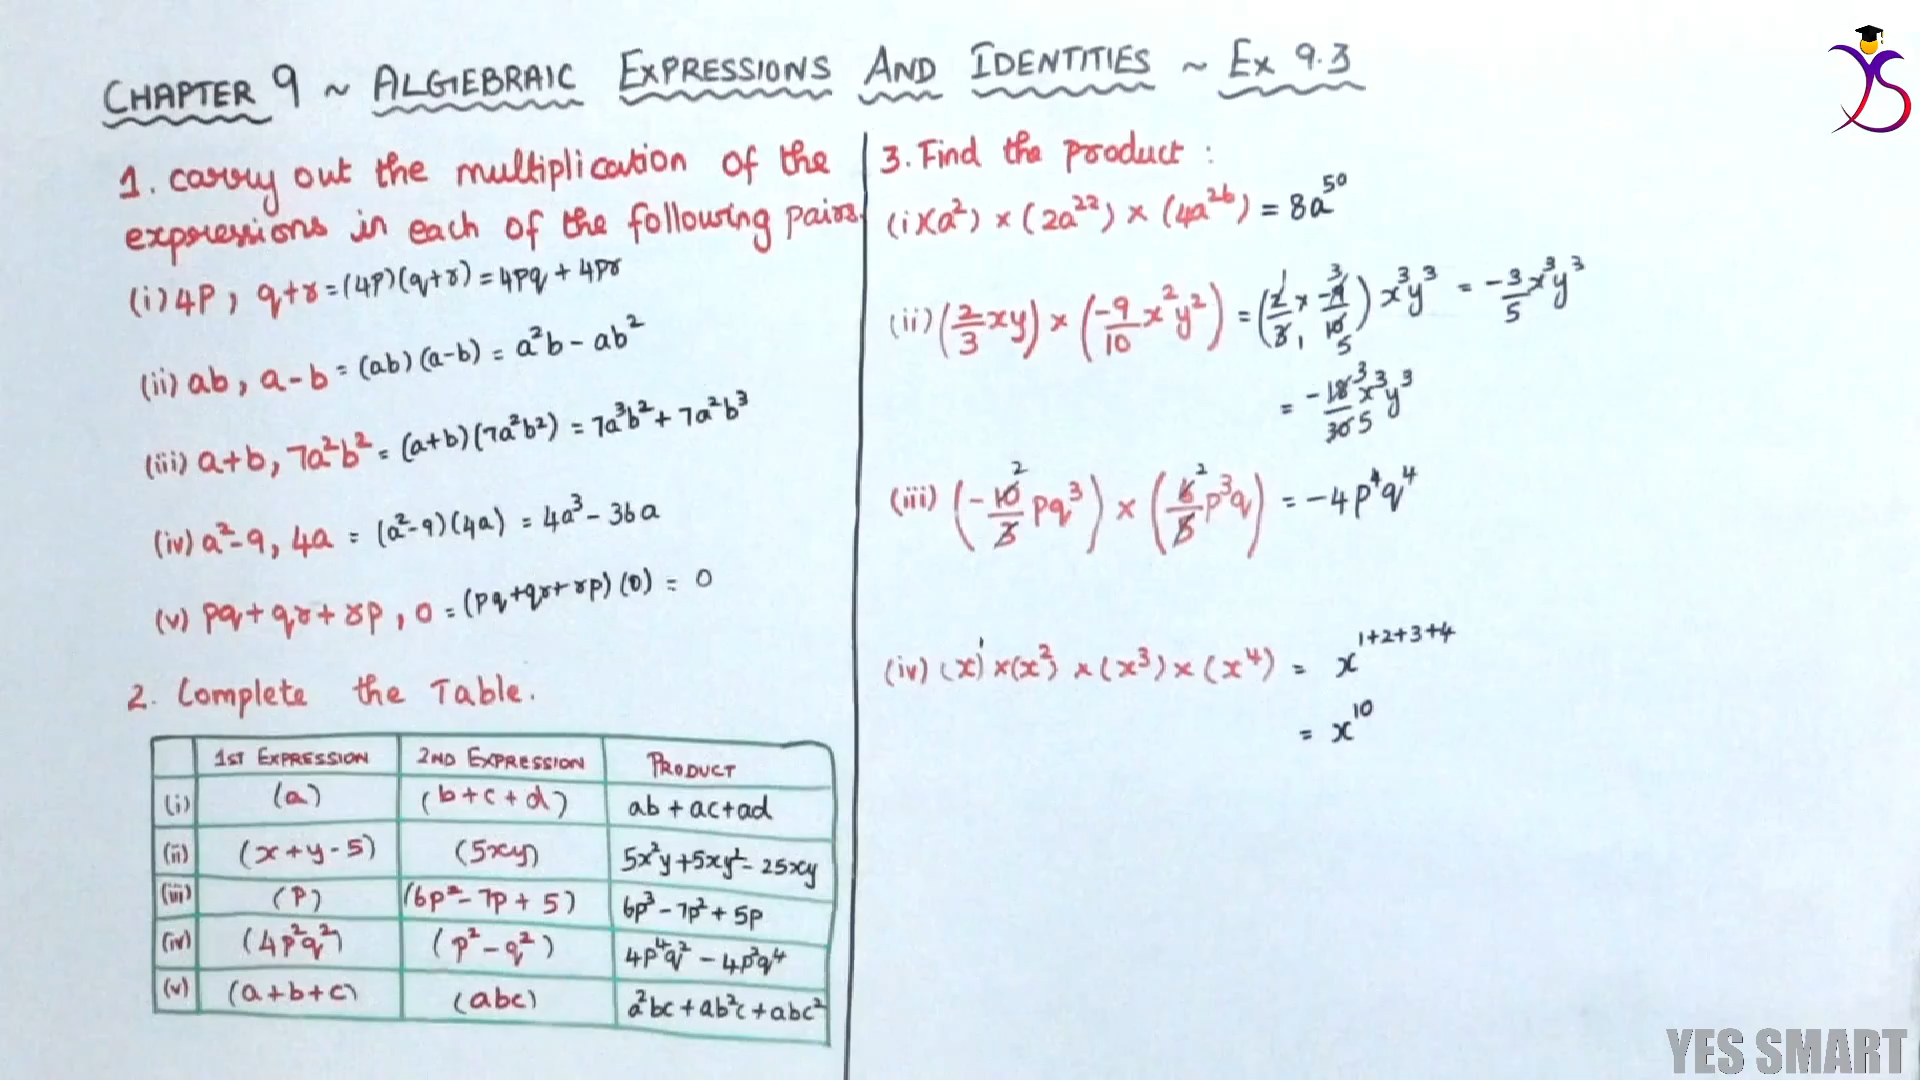 CHAPTER 9 ~ ALGEBRAIC EXPRESSIONS AND IDENTITIES ~ Ex 9.3
1. carry out the multiplication of the
expressions in each of the following pairs.
(i) 4P, q+r = (4P)(q+r) = 4Pq + 4Pr
(ii) ab, a-b = (ab)(a-b) = a²b - ab²
(iii) a+b, 7a²b² = (a+b)(7a²b²) = 7a³b² + 7a²b³
(iv) a²-9, 4a = (a²-9)(4a) = 4a³ - 36a
(v) pq+qr+rp, 0 = (pq+qr+rp)(0) = 0
2. Complete the Table.
1ST EXPRESSION 2ND EXPRESSION PRODUCT
(i) (a) (b+c+d) ab + ac + ad
(ii) (x+y-5) (5xy) 5x²y + 5xy² - 25xy
(iii) (P) (6p² - 7p + 5) 6p³ - 7p² + 5p
(iv) (4p²q²) (p² - q²) 4p⁴q² - 4p²q⁴
(v) (a+b+c) (abc) a²bc + ab²c + abc²
3. Find the product :
(i) (a²) × (2a²²) × (4a²⁶) = 8a⁵⁰
(ii) (2/3 xy) × (-9/10 x²y²) = (2/3 × -9/10) x³y³ = -3/5 x³y³
= -18/30 x³y³
(iii) (-10/3 pq³) × (6/5 p³q) = -4p⁴q⁴
(iv) (x)¹ × (x²) × (x³) × (x⁴) = x¹⁺²⁺³⁺⁴
= x¹⁰
YS
YES SMART